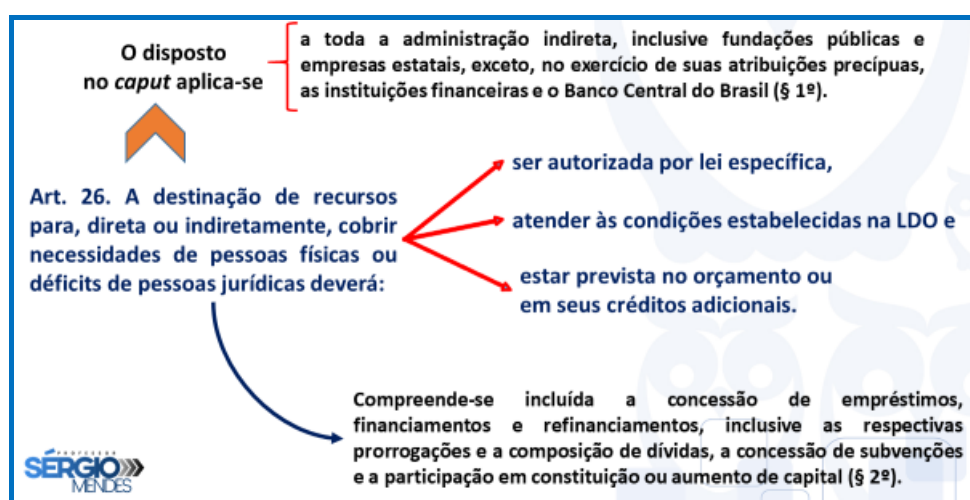 O disposto
no caput aplica-se
a toda a administração indireta, inclusive fundações públicas e
empresas estatais, exceto, no exercício de suas atribuições precípuas,
as instituições financeiras e o Banco Central do Brasil (§ 1º).
Art. 26. A destinação de recursos
para, direta ou indiretamente, cobrir
necessidades de pessoas físicas ou
déficits de pessoas jurídicas deverá:
ser autorizada por lei específica,
atender às condições estabelecidas na LDO e
estar prevista no orçamento ou
em seus créditos adicionais.
Compreende-se incluída a concessão de empréstimos,
financiamentos e refinanciamentos, inclusive as respectivas
prorrogações e a composição de dívidas, a concessão de subvenções
e a participação em constituição ou aumento de capital (§ 2º).
PROFESSOR
SÉRGIO
MENDES